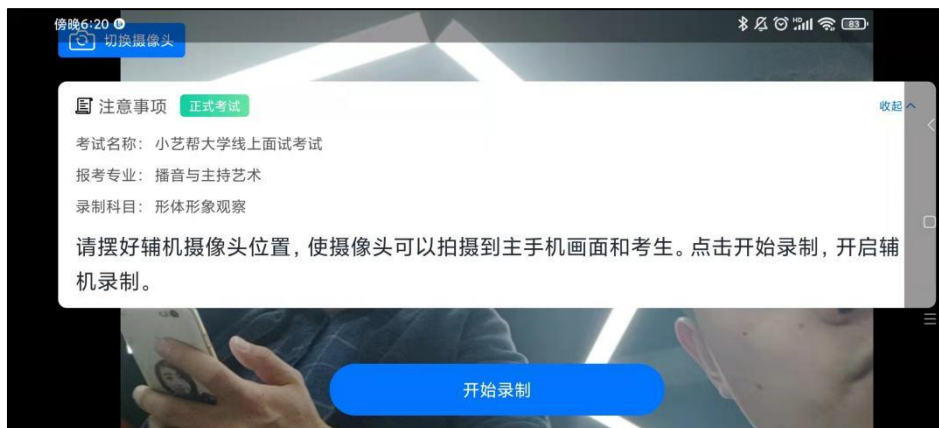 傍晚6:20
HD
83
切换摄像头
注意事项 正式考试
收起
考试名称：小艺帮大学线上面试考试
报考专业：播音与主持艺术
录制科目：形体形象观察
请摆好辅机摄像头位置，使摄像头可以拍摄到主手机画面和考生。点击开始录制，开启辅
机录制。
开始录制